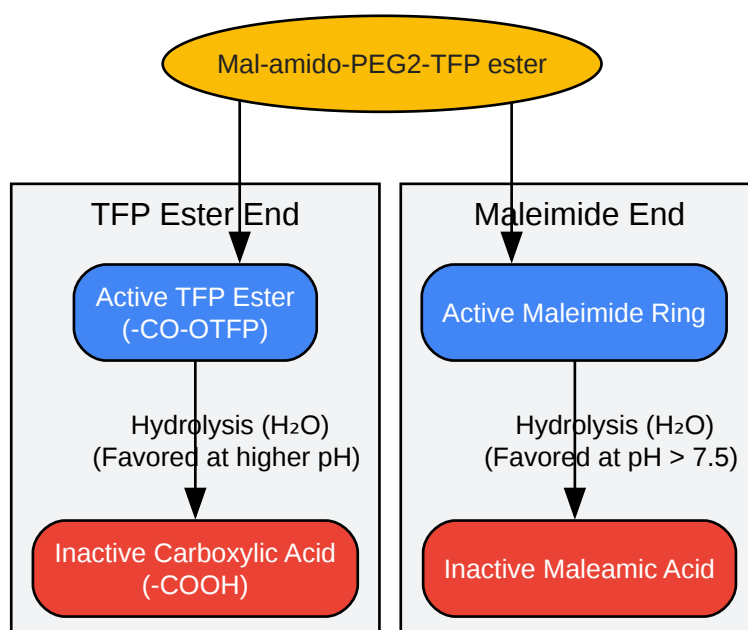 Mal-amido-PEG2-TFP ester
TFP Ester End
Active TFP Ester
(-CO-OTFP)
Hydrolysis (H₂O)
(Favored at higher pH)
Inactive Carboxylic Acid
(-COOH)
Maleimide End
Active Maleimide Ring
Hydrolysis (H₂O)
(Favored at pH > 7.5)
Inactive Maleamic Acid